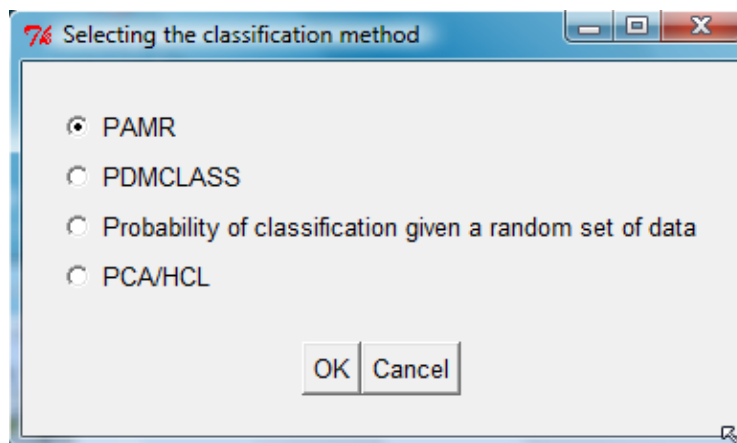 Selecting the classification method
PAMR
PDMCLASS
Probability of classification given a random set of data
PCA/HCL
OK Cancel